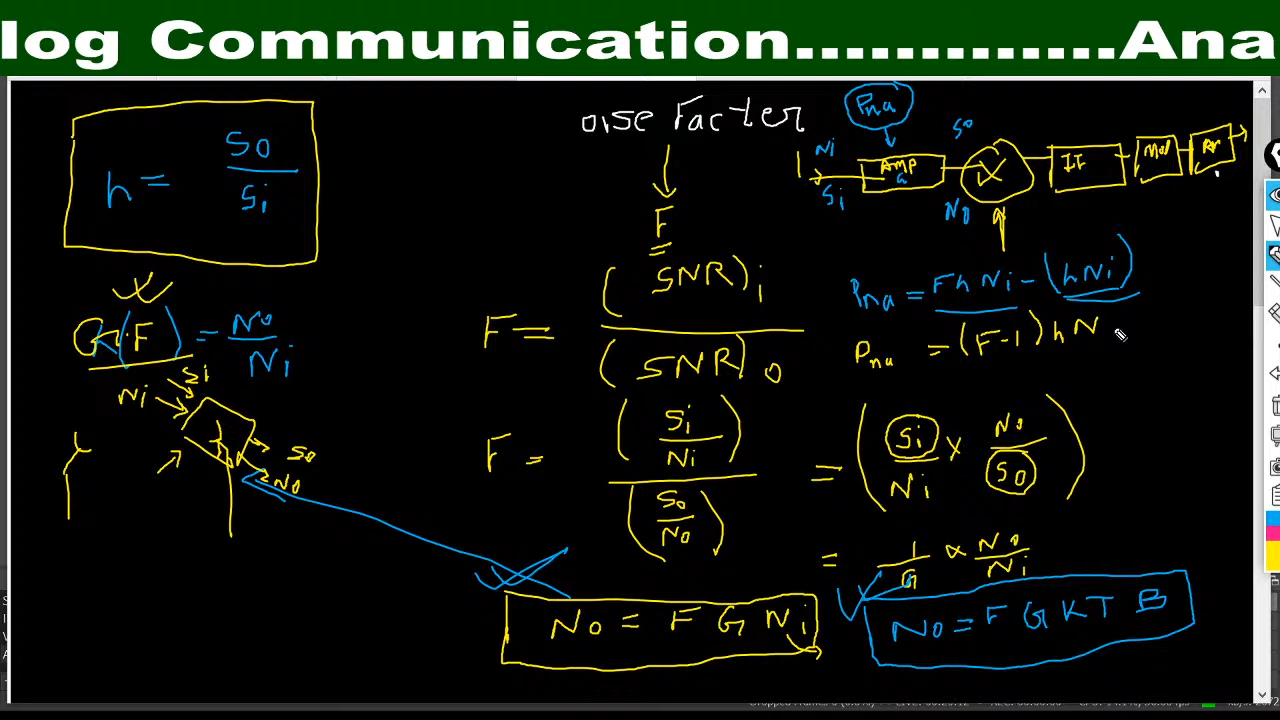 log Communication.............Ana
h = So / Si
oise Facter
F
F = (SNR)i / (SNR)o
F = (Si / Ni) / (So / No) = (Si / Ni × No / So)
= 1 / G × No / Ni
No = F G Ni
No = F G K T B
Pna
Ni
Si
AMP
So
No
IF
Pna = F h Ni - (h Ni)
Pna = (F-1) h N
F) = No / Ni
Ni
Si
So
No